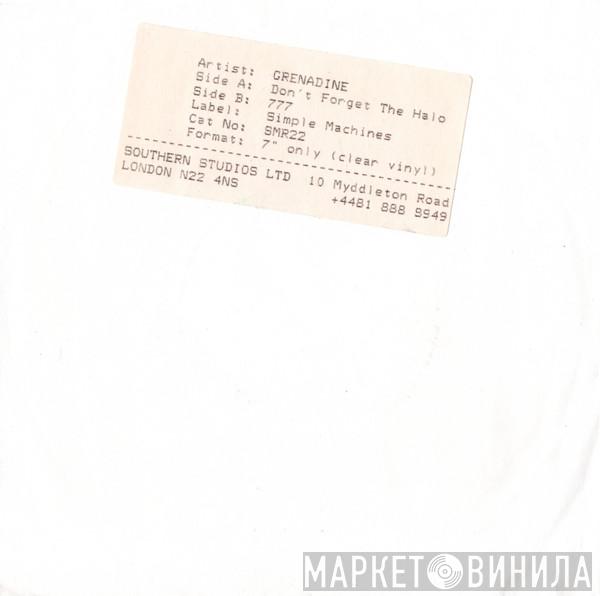 Artist: GRENADINE
Side A: Don't Forget The Halo
Side B: 777
Label: Simple Machines
Cat No: SMR22
Format: 7" only (clear vinyl)
SOUTHERN STUDIOS LTD 10 Myddleton Road
LONDON N22 4NS +4481 888 8949
МАРКЕТ ВИНИЛА